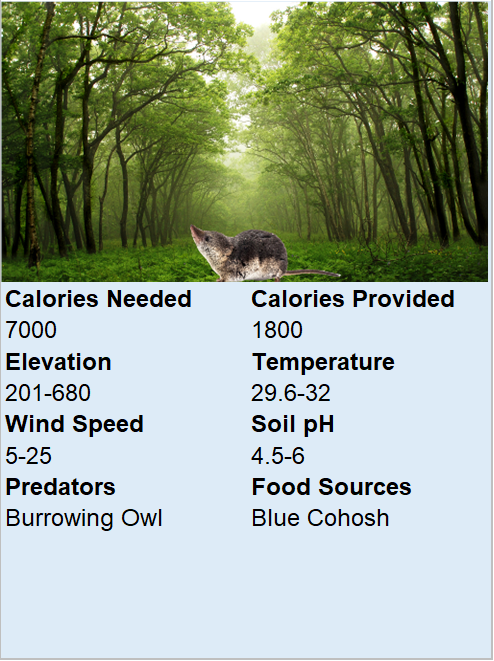 Calories Needed Calories Provided
7000 1800
Elevation Temperature
201-680 29.6-32
Wind Speed Soil pH
5-25 4.5-6
Predators Food Sources
Burrowing Owl Blue Cohosh